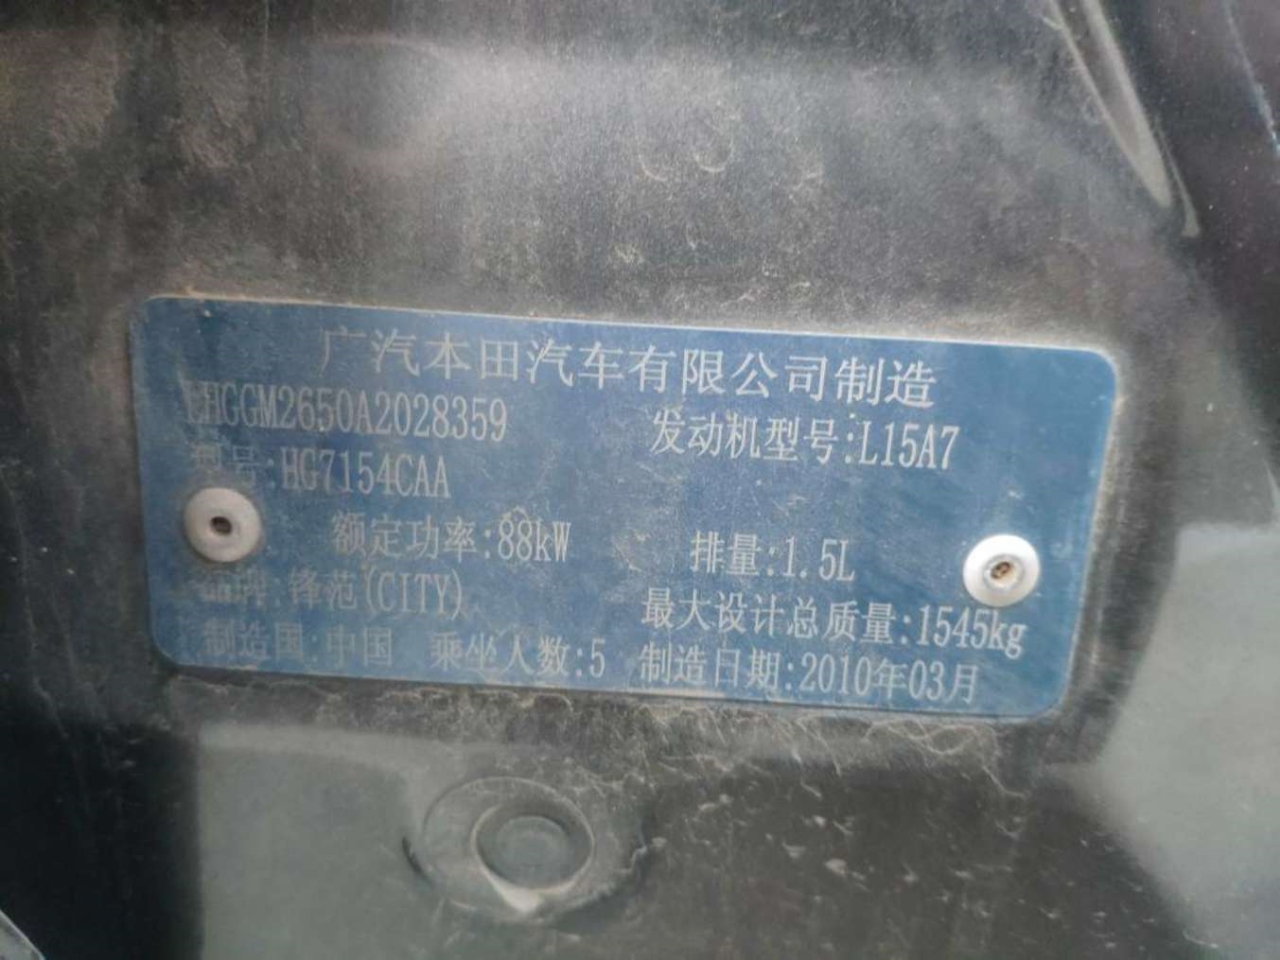 广汽本田汽车有限公司制造
LHGGM2650A2028359 发动机型号:L15A7
型号:HG7154CAA
额定功率:88kW 排量:1.5L
品牌:锋范(CITY) 最大设计总质量:1545kg
制造国:中国 乘坐人数:5 制造日期:2010年03月